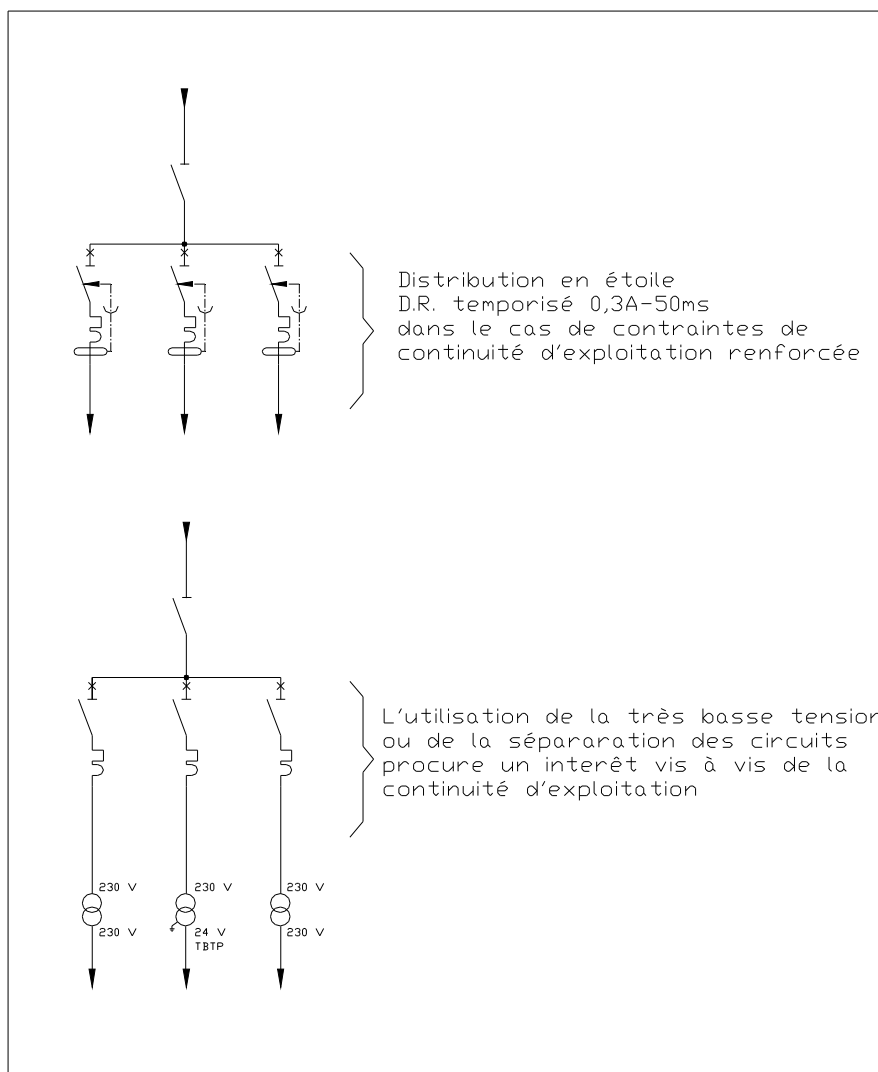 Distribution en étoile
D.R. temporisé 0,3A-50ms
dans le cas de contraintes de
continuité d'exploitation renforcée
L'utilisation de la très basse tension
ou de la sépararation des circuits
procure un interêt vis à vis de la
continuité d'exploitation
230 V
230 V
230 V
230 V
24 V
230 V
TBTP